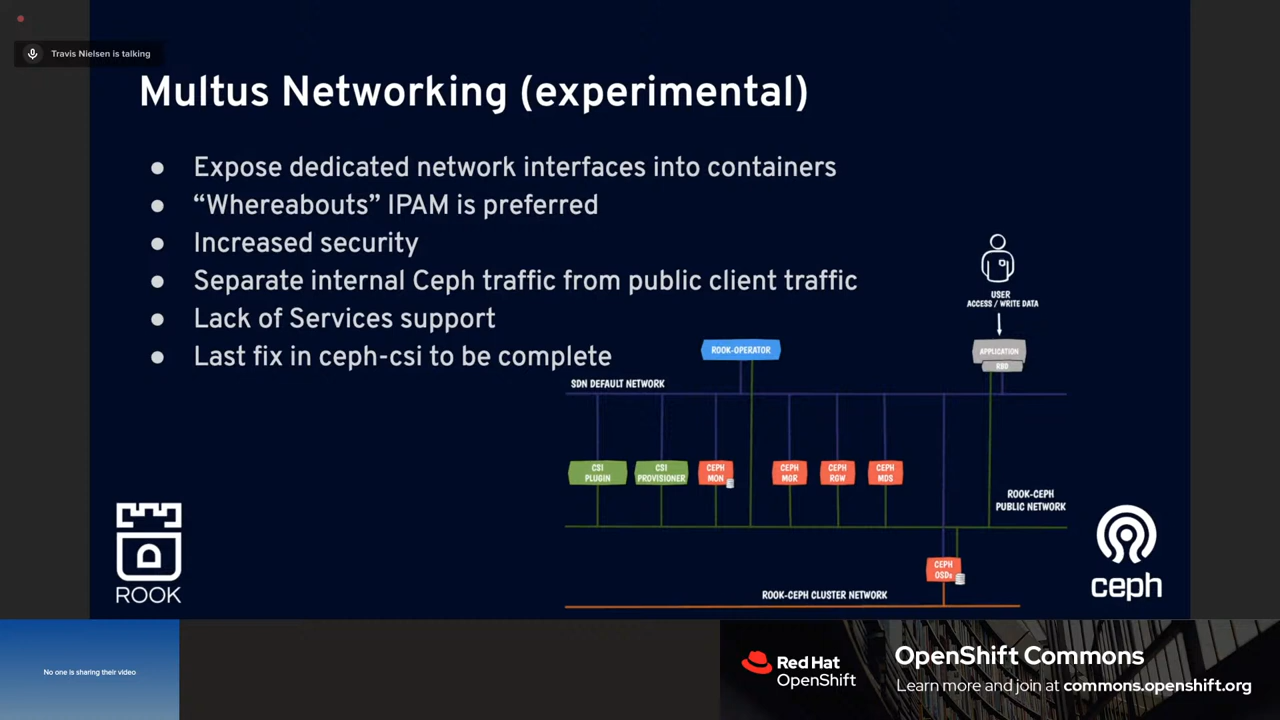 Travis Nielsen is talking
Multus Networking (experimental)
● Expose dedicated network interfaces into containers
● “Whereabouts” IPAM is preferred
● Increased security
● Separate internal Ceph traffic from public client traffic
● Lack of Services support
● Last fix in ceph-csi to be complete
USER
ACCESS / WRITE DATA
ROOK-OPERATOR
APPLICATION
RBD
SDN DEFAULT NETWORK
CSI
PLUGIN
CSI
PROVISIONER
CEPH
MON
CEPH
MGR
CEPH
RGW
CEPH
MDS
ROOK-CEPH
PUBLIC NETWORK
CEPH
OSDs
ROOK-CEPH CLUSTER NETWORK
ROOK
ceph
No one is sharing their video
Red Hat
OpenShift
OpenShift Commons
Learn more and join at commons.openshift.org